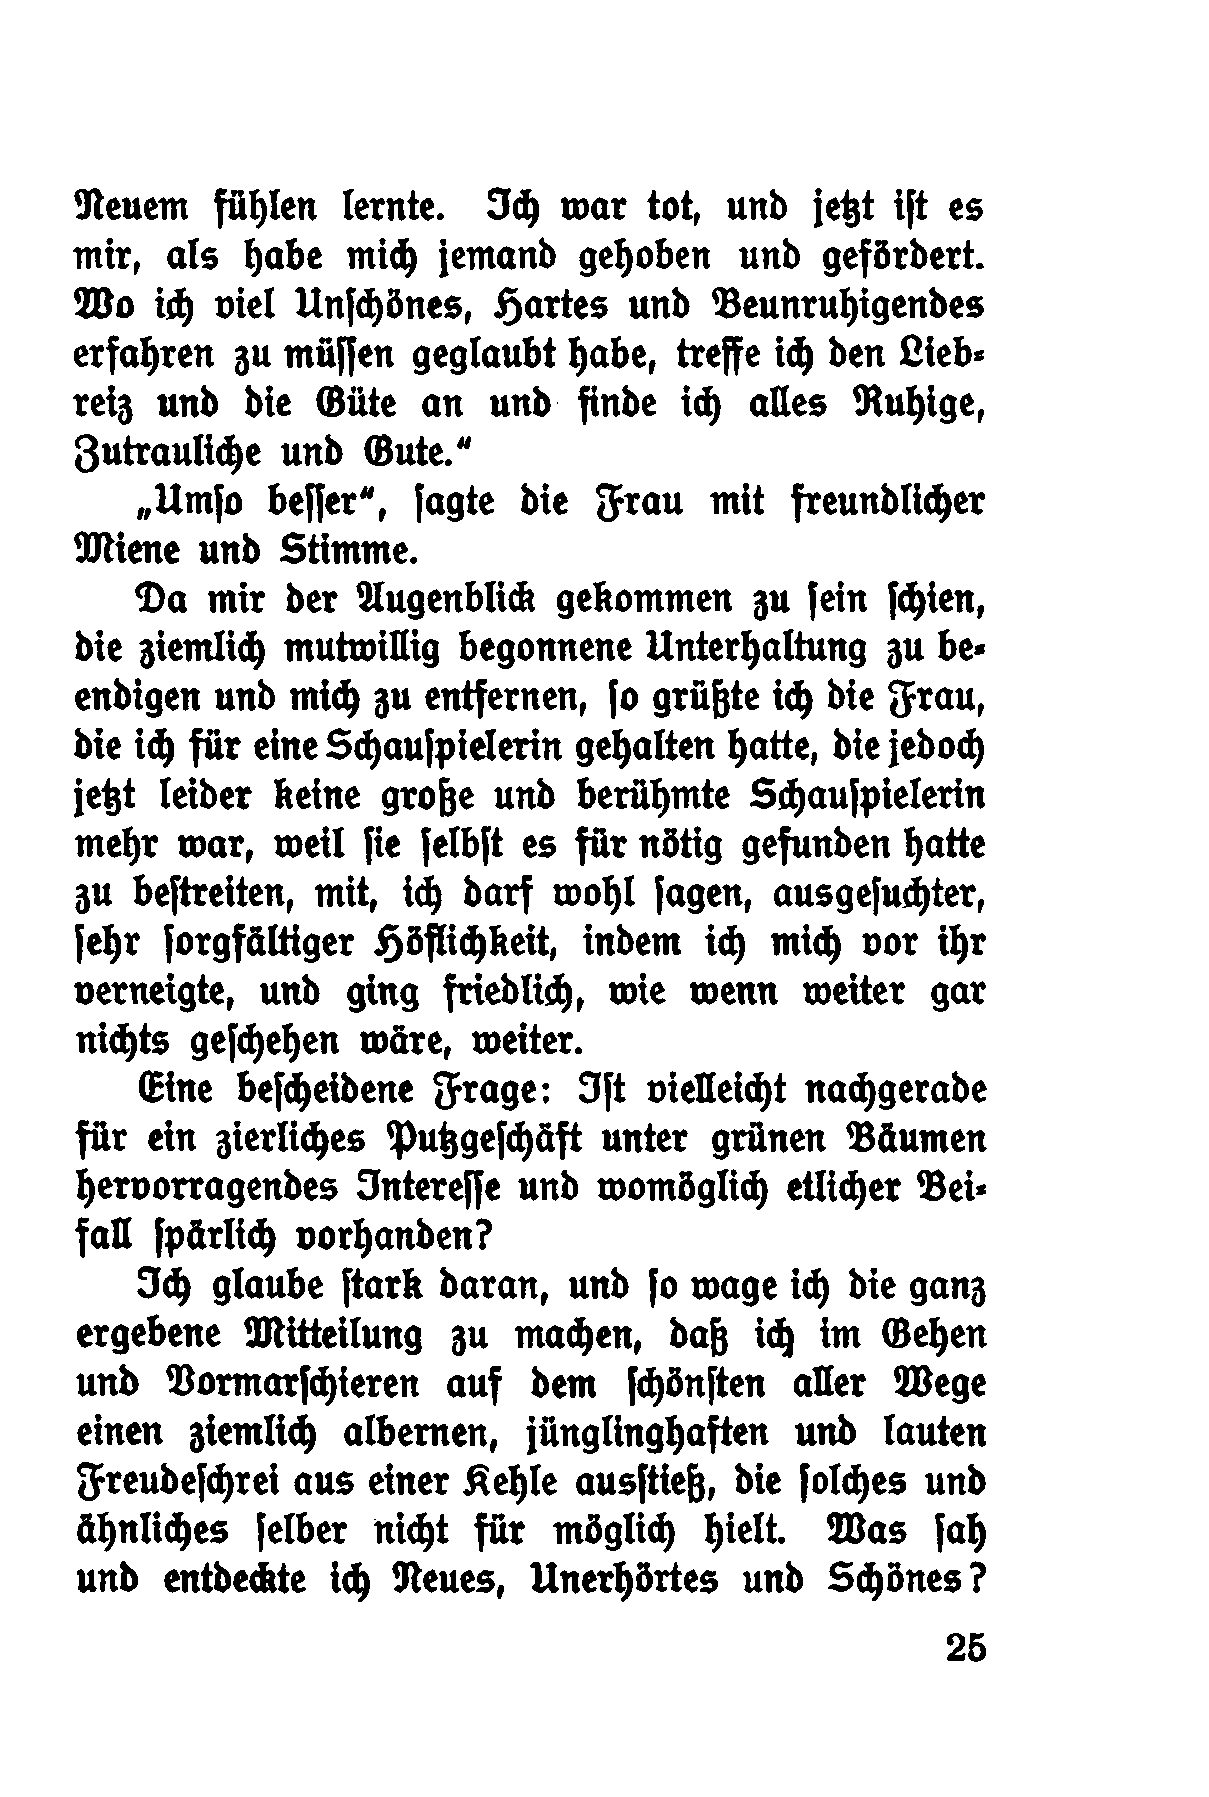 Neuem fühlen lernte. Ich war tot, und jetzt iſt es
mir, als habe mich jemand gehoben und gefördert.
Wo ich viel Unſchönes, Hartes und Beunruhigendes
erfahren zu müſſen geglaubt habe, treffe ich den Lieb⸗
reiz und die Güte an und finde ich alles Ruhige,
Zutrauliche und Gute.“
„Umſo beſſer“, ſagte die Frau mit freundlicher
Miene und Stimme.
Da mir der Augenblick gekommen zu ſein ſchien,
die ziemlich mutwillig begonnene Unterhaltung zu be⸗
endigen und mich zu entfernen, ſo grüßte ich die Frau,
die ich für eine Schauſpielerin gehalten hatte, die jedoch
jetzt leider keine große und berühmte Schauſpielerin
mehr war, weil ſie ſelbſt es für nötig gefunden hatte
zu beſtreiten, mit, ich darf wohl ſagen, ausgeſuchter,
ſehr ſorgfältiger Höflichkeit, indem ich mich vor ihr
verneigte, und ging friedlich, wie wenn weiter gar
nichts geſchehen wäre, weiter.
Eine beſcheidene Frage: Iſt vielleicht nachgerade
für ein zierliches Putzgeſchäft unter grünen Bäumen
hervorragendes Intereſſe und womöglich etlicher Bei⸗
fall ſpärlich vorhanden?
Ich glaube ſtark daran, und ſo wage ich die ganz
ergebene Mitteilung zu machen, daß ich im Gehen
und Vormarſchieren auf dem ſchönſten aller Wege
einen ziemlich albernen, jünglinghaften und lauten
Freudeſchrei aus einer Kehle ausſtieß, die ſolches und
ähnliches ſelber nicht für möglich hielt. Was ſah
und entdeckte ich Neues, Unerhörtes und Schönes?
25